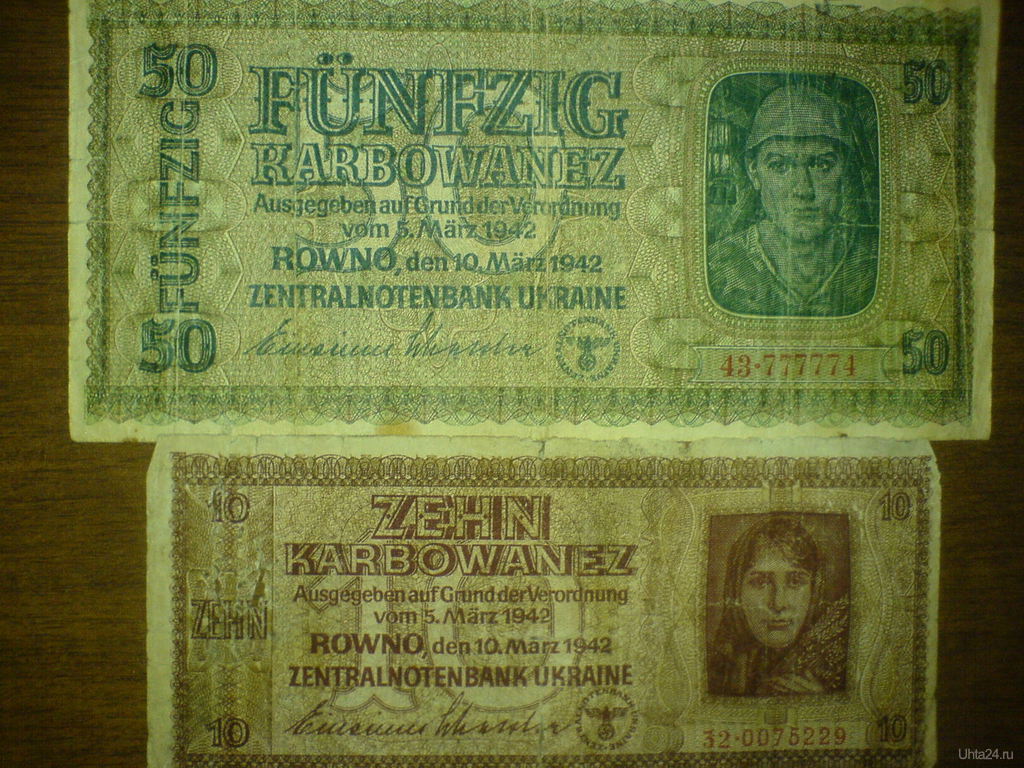 50 50
FÜNFZIG
FÜNFZIG
KARBOWANEZ
Ausgegeben auf Grund der Verordnung
vom 5. März 1942
ROWNO, den 10. März 1942
ZENTRALNOTENBANK UKRAINE
50 43·777774 50
10 10
ZEHN
KARBOWANEZ
Ausgegeben auf Grund der Verordnung
vom 5. März 1942
ZEHN
ROWNO, den 10. März 1942
ZENTRALNOTENBANK UKRAINE
10 32·0075229 10
Uhta24.ru